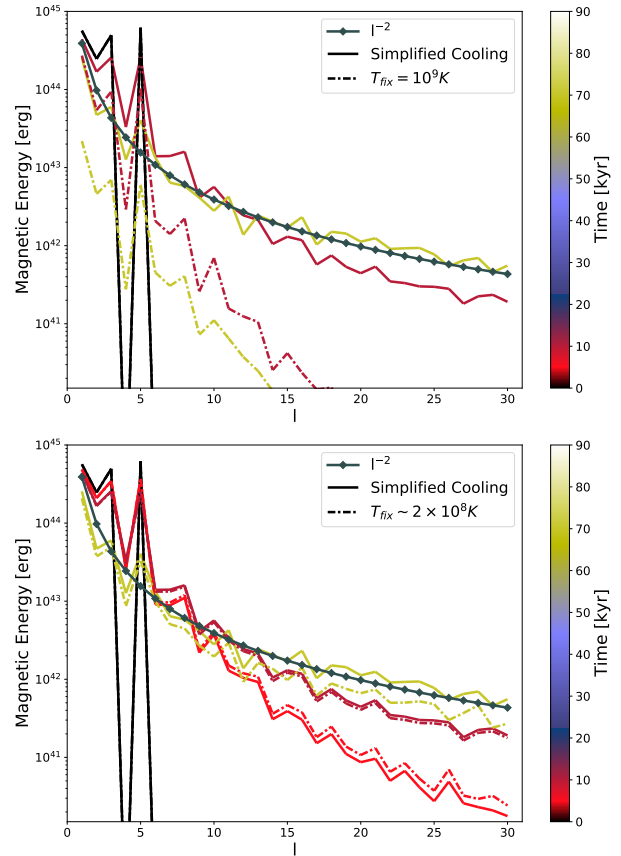 10^45
10^44
10^43
10^42
10^41
Magnetic Energy [erg]
0 5 10 15 20 25 30
l
l^−2
Simplified Cooling
T_fix = 10^9K
90
80
70
60
50
40
30
20
10
0
Time [kyr]
10^45
10^44
10^43
10^42
10^41
Magnetic Energy [erg]
0 5 10 15 20 25 30
l
l^−2
Simplified Cooling
T_fix ~ 2 × 10^8K
90
80
70
60
50
40
30
20
10
0
Time [kyr]